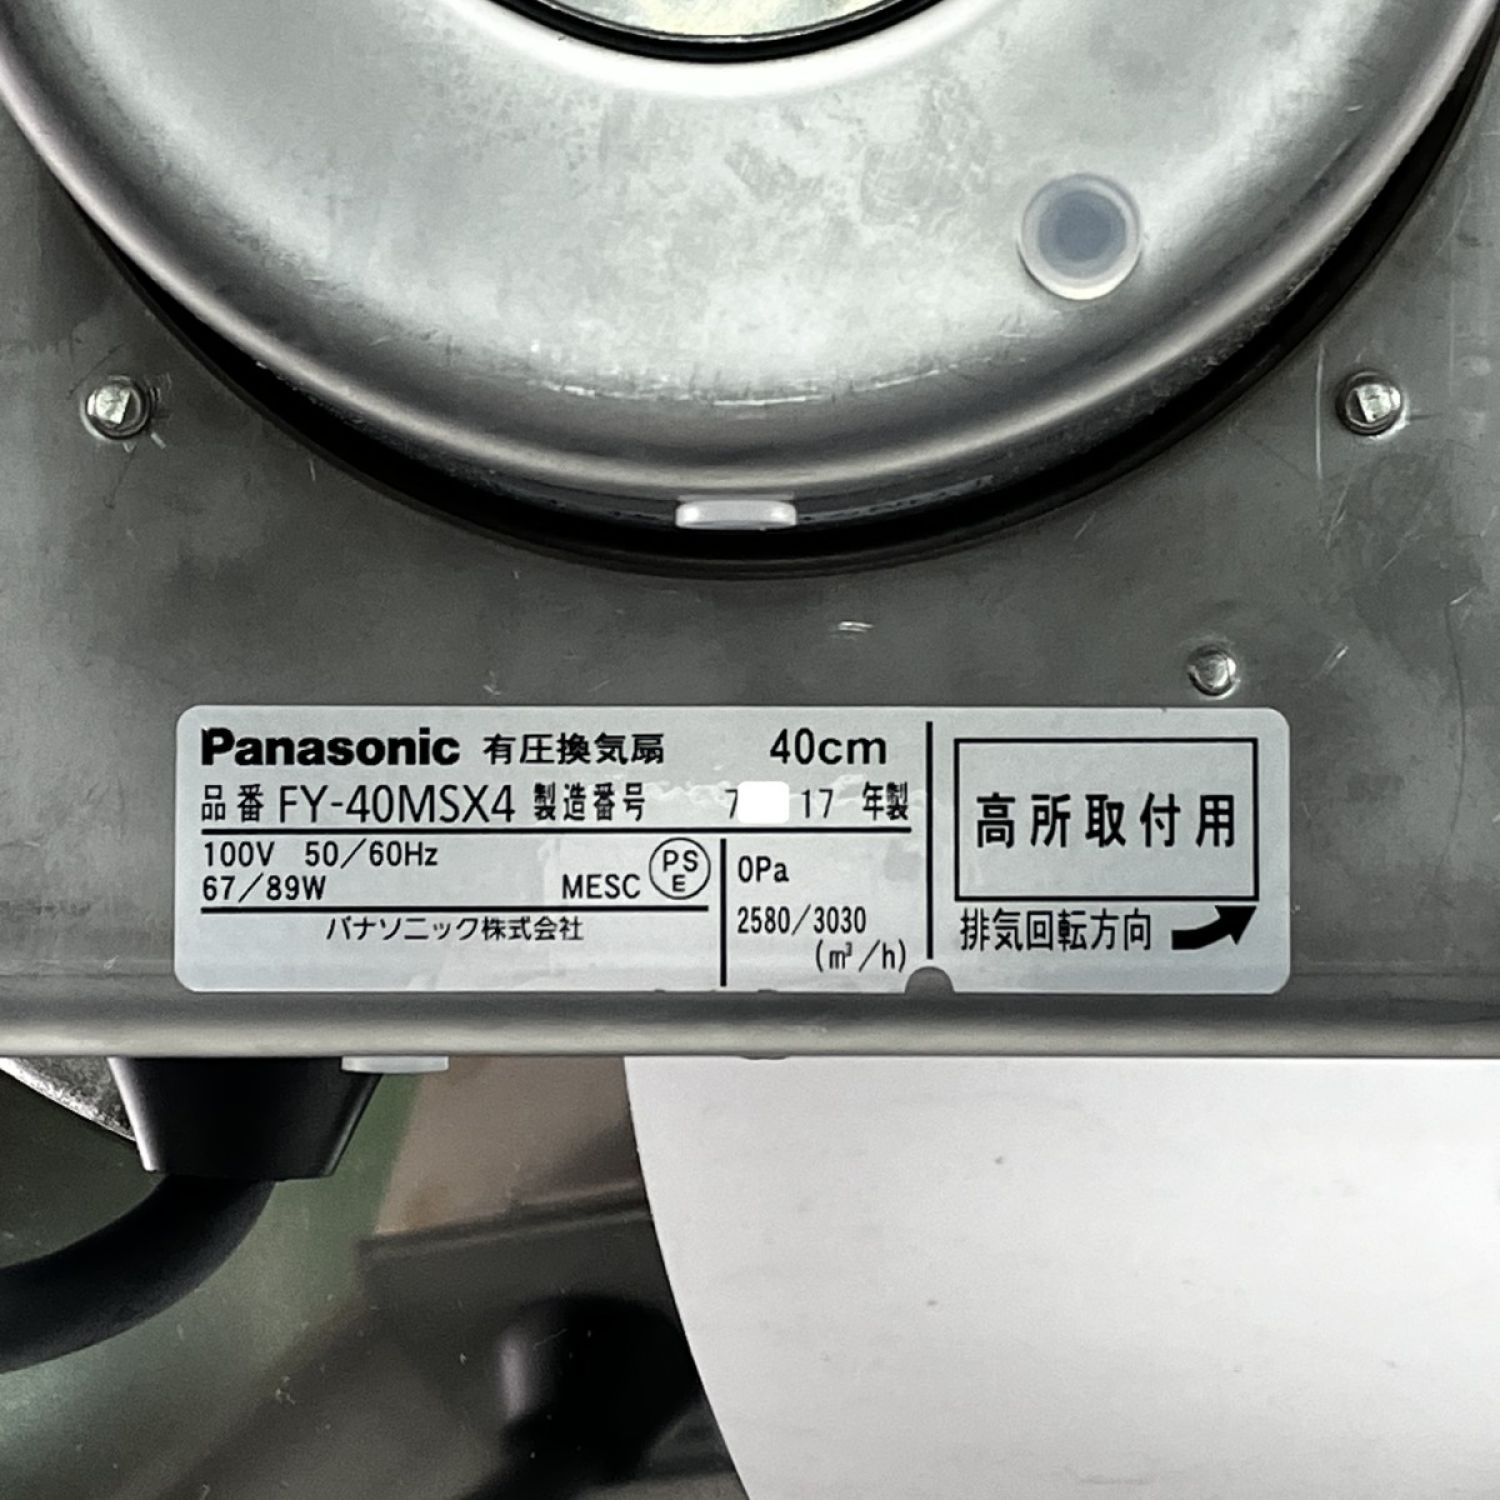 Panasonic 有圧換気扇 40cm
品番 FY-40MSX4 製造番号 7 17 年製
100V 50/60Hz
67/89W
MESC
PS
E
パナソニック株式会社
0Pa
2580/3030
(m³/h)
高所取付用
排気回転方向